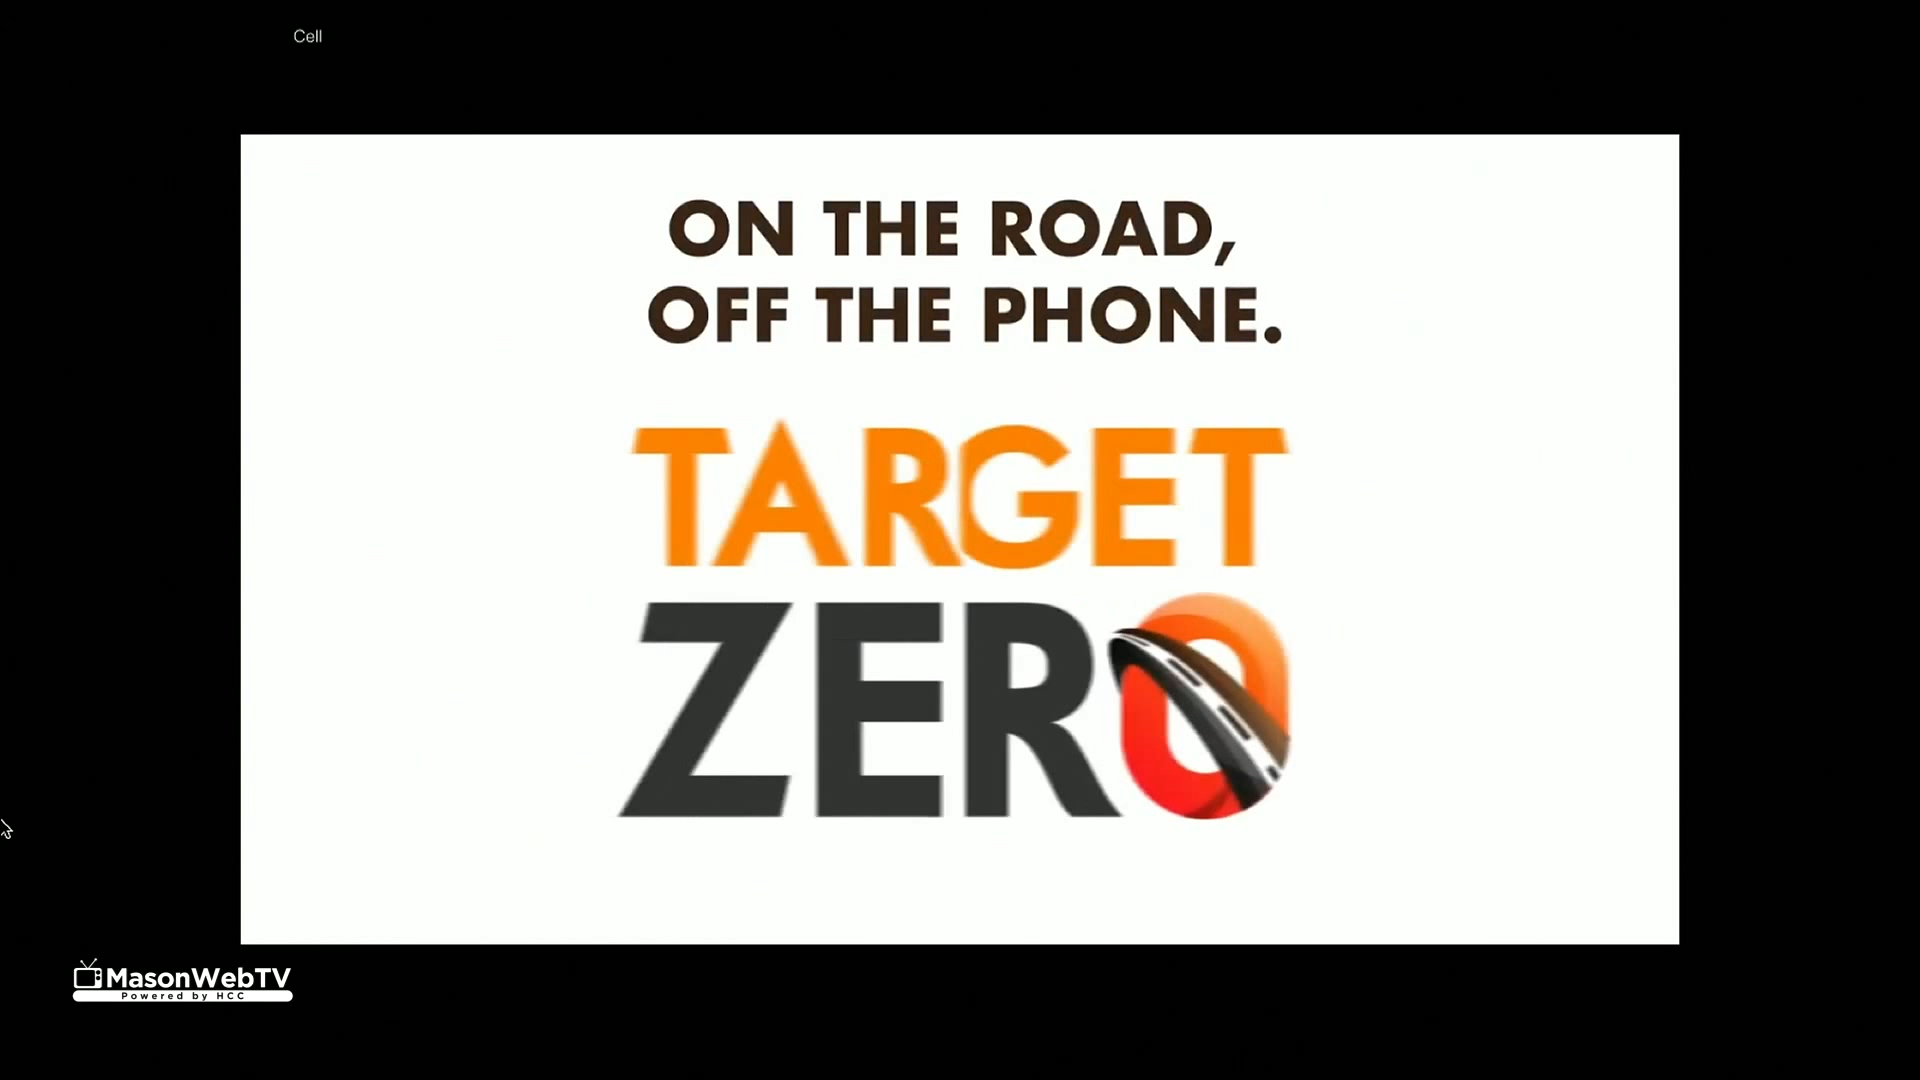 Cell
ON THE ROAD,
OFF THE PHONE.
TARGET
ZERO
MasonWebTV
Powered by HCC